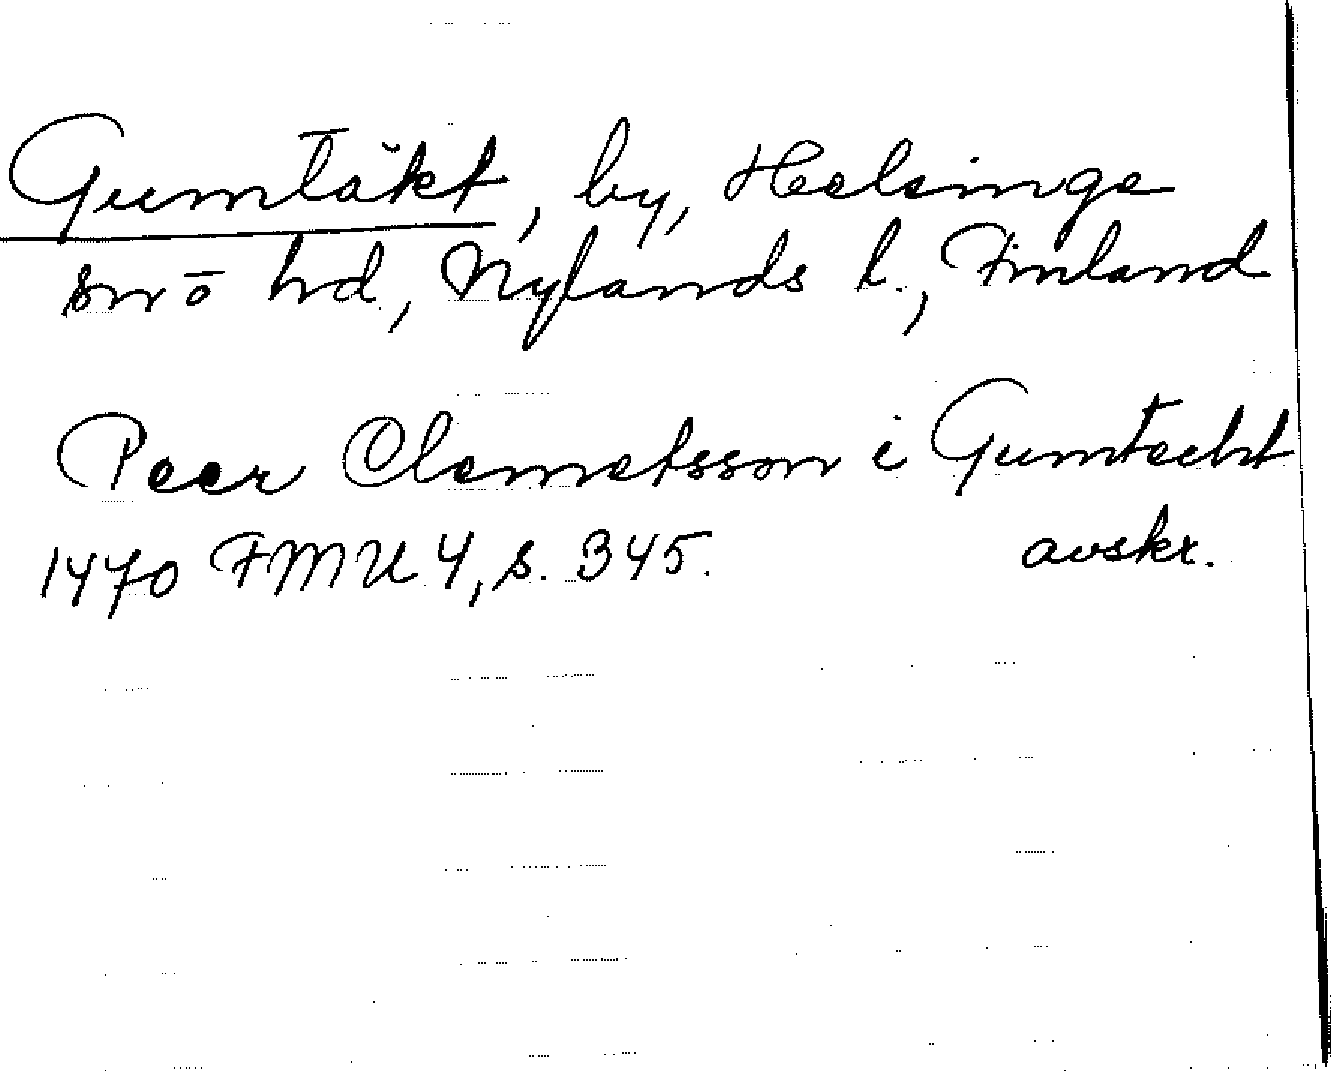 Gumtäkt, by, Helsinge
sn o hd, Nylands l., Finland
Peer Clemetsson i Gumtecht
1470 FMU 4, s. 345. avskr.